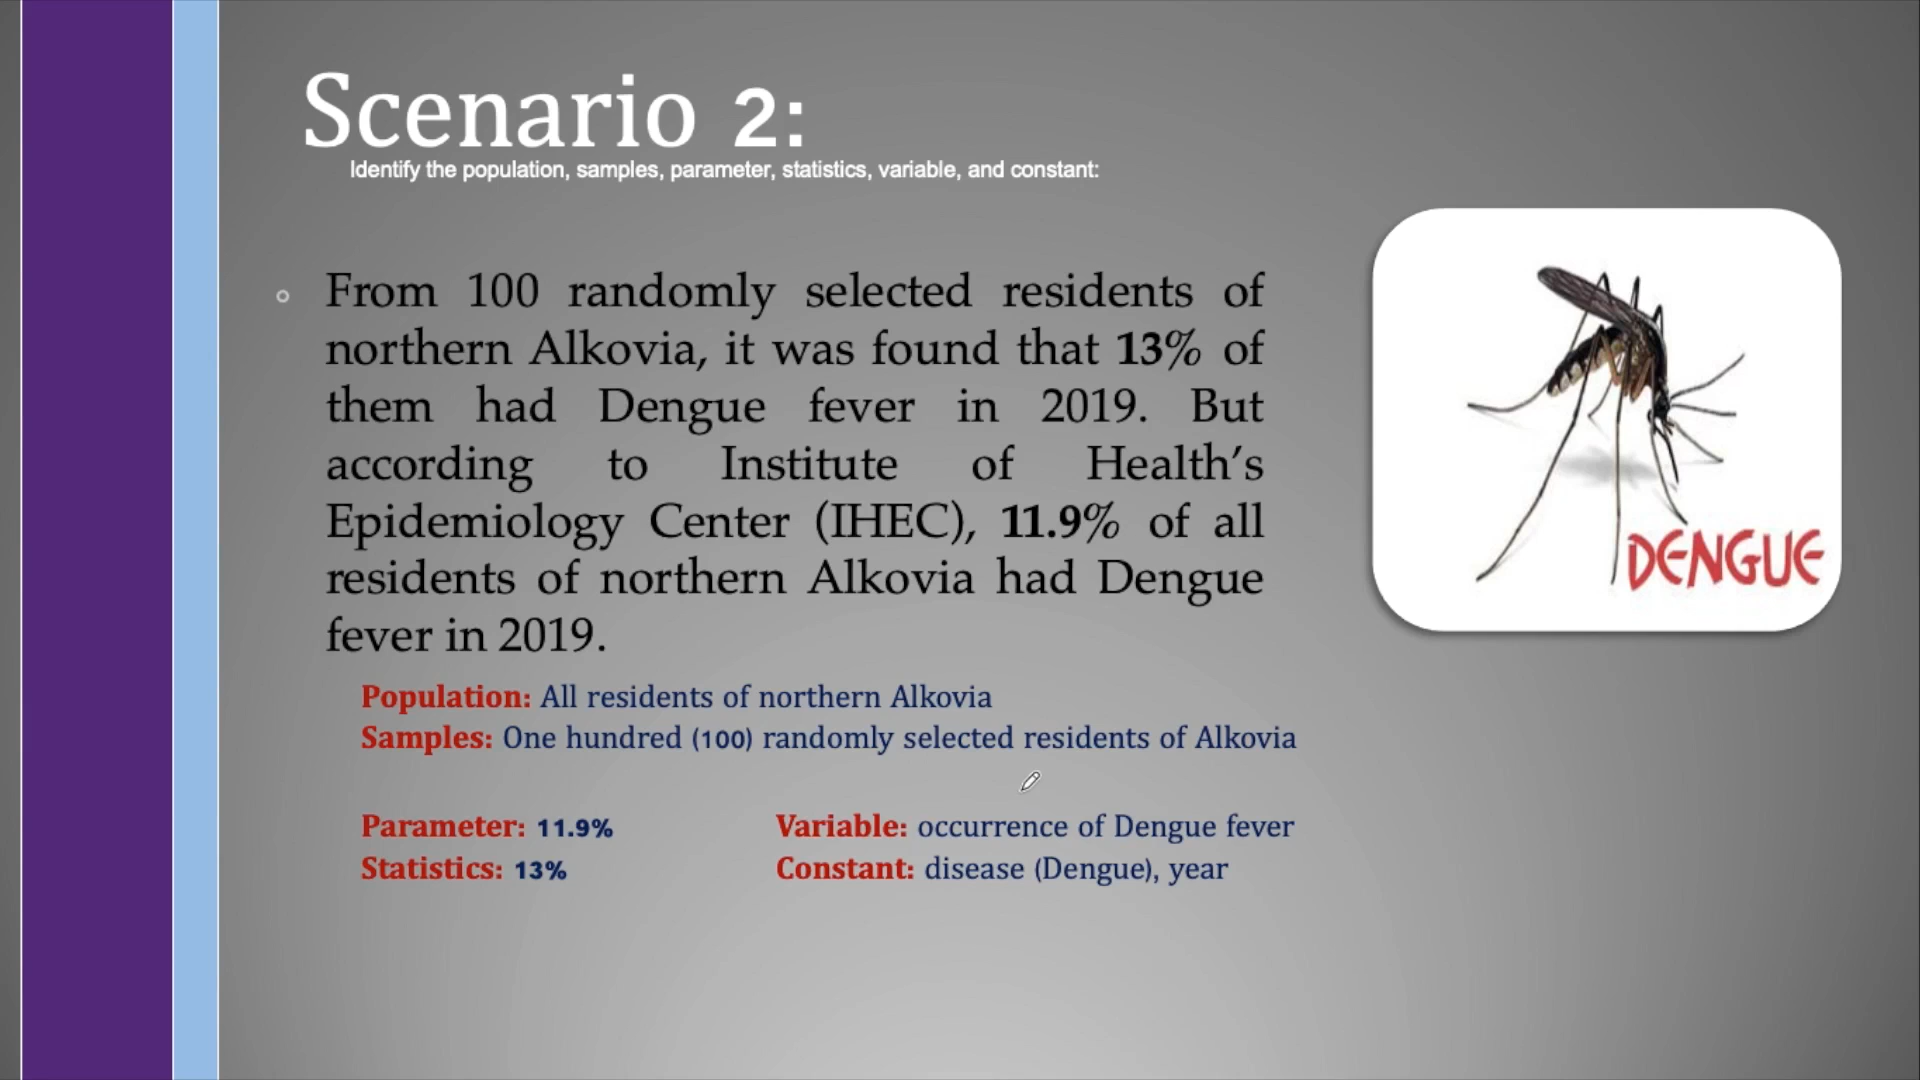 Scenario 2:
Identify the population, samples, parameter, statistics, variable, and constant:
From 100 randomly selected residents of
northern Alkovia, it was found that 13% of
them had Dengue fever in 2019. But
according to Institute of Health’s
Epidemiology Center (IHEC), 11.9% of all
residents of northern Alkovia had Dengue
fever in 2019.
DENGUE
Population: All residents of northern Alkovia
Samples: One hundred (100) randomly selected residents of Alkovia
Parameter: 11.9%
Statistics: 13%
Variable: occurrence of Dengue fever
Constant: disease (Dengue), year